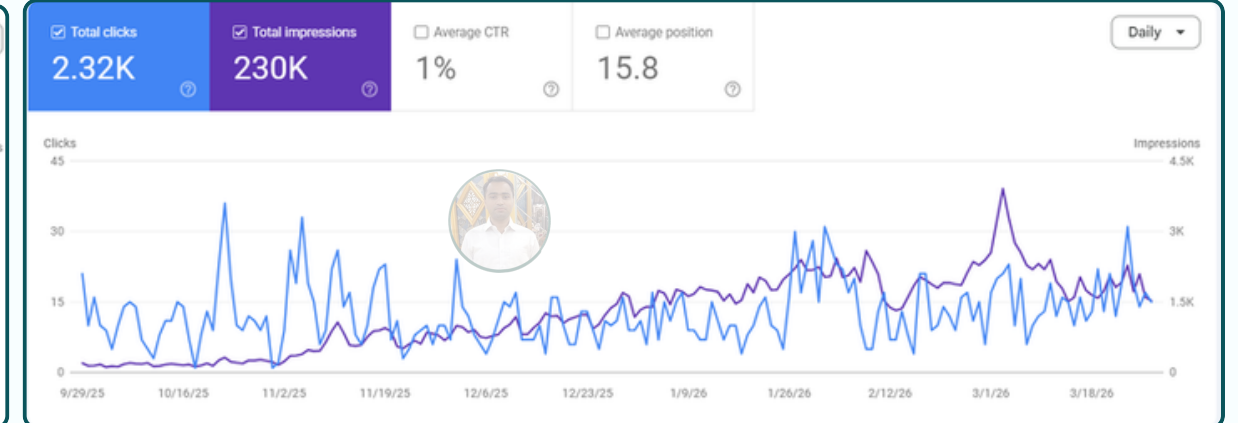 Total clicks
2.32K
Total impressions
230K
Average CTR
1%
Average position
15.8
Daily
Clicks
Impressions
45
4.5K
30
3K
15
1.5K
0
0
9/29/25 10/16/25 11/2/25 11/19/25 12/6/25 12/23/25 1/9/26 1/26/26 2/12/26 3/1/26 3/18/26